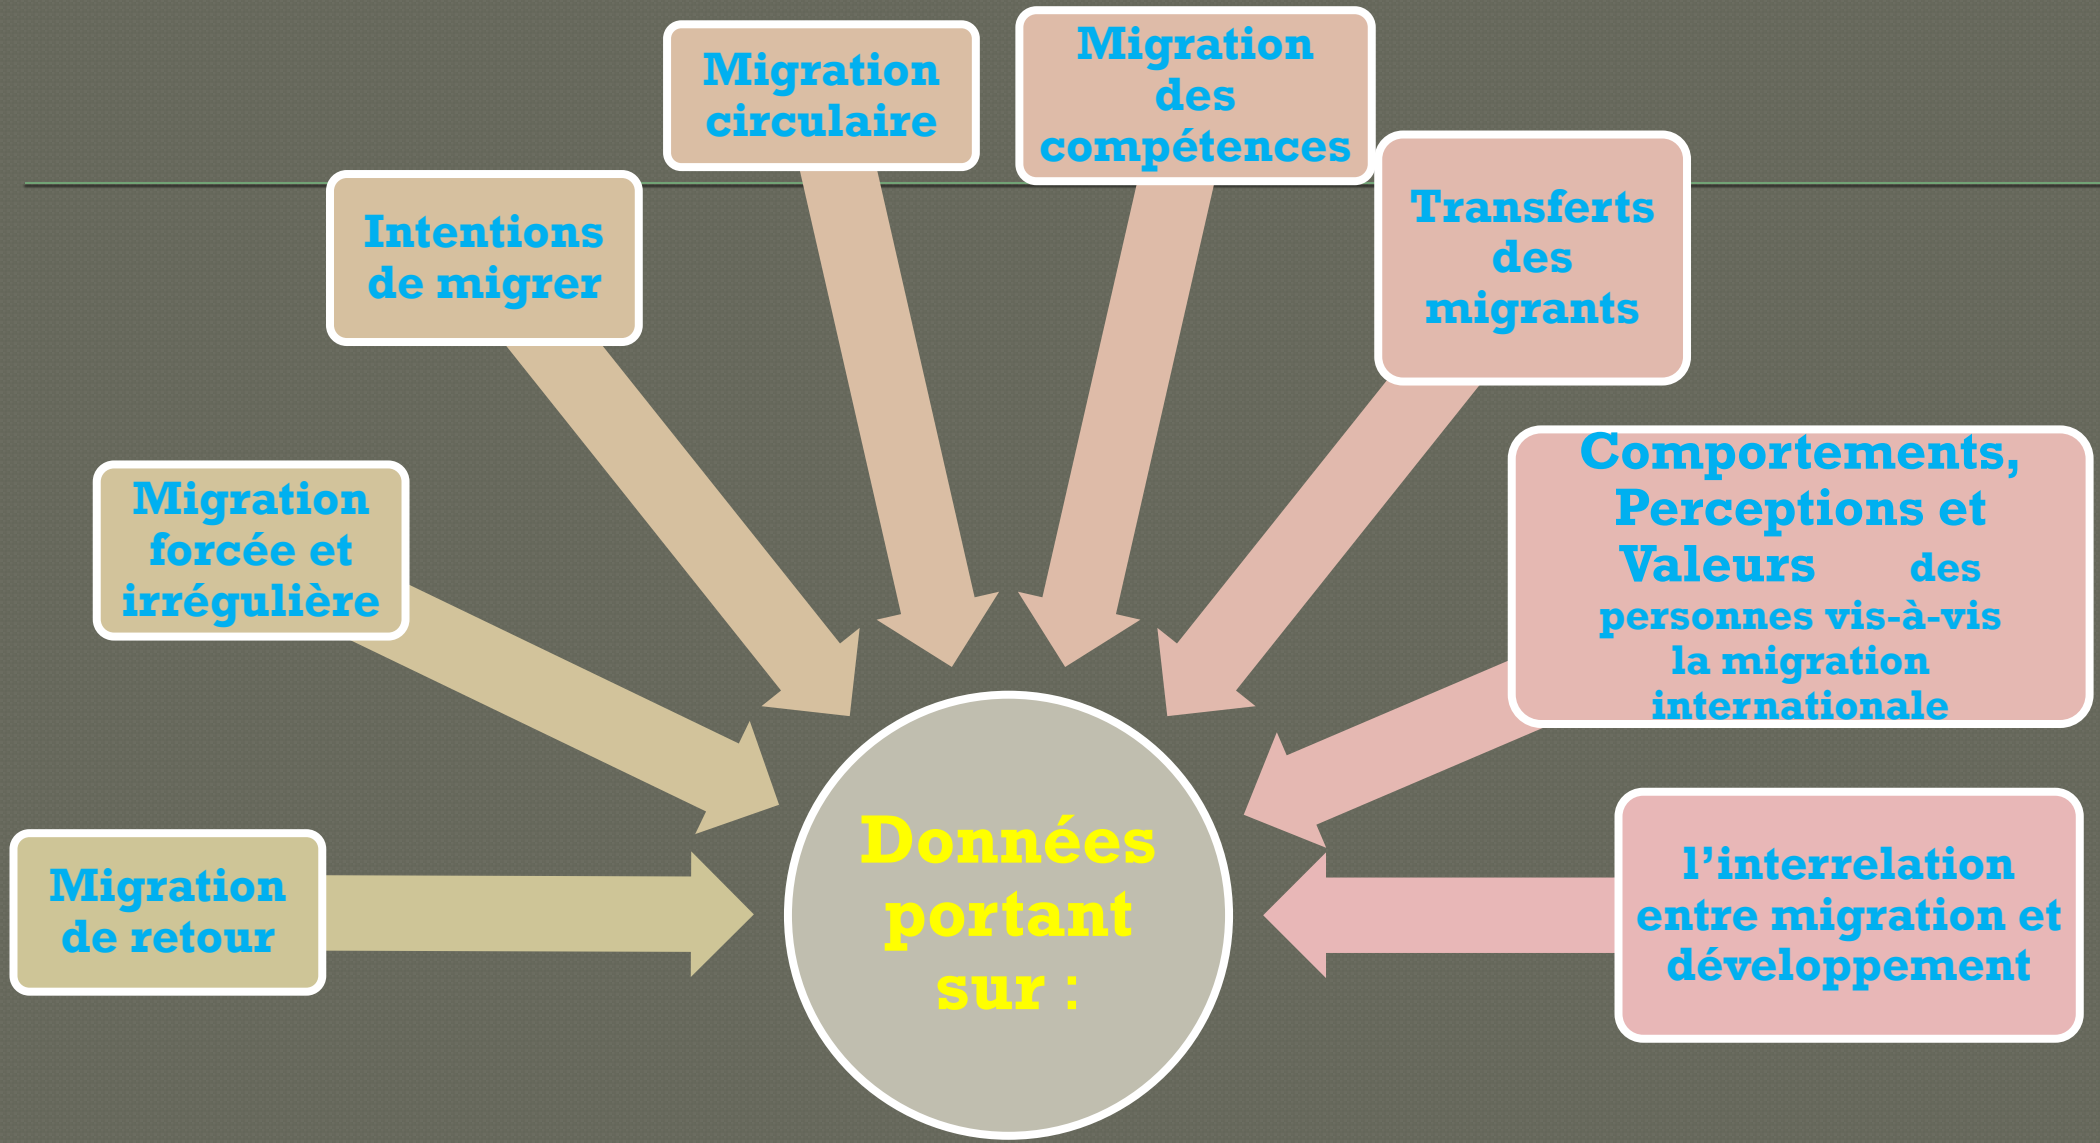 Migration
circulaire
Migration
des
compétences
Intentions
de migrer
Transferts
des
migrants
Migration
forcée et
irrégulière
Comportements,
Perceptions et
Valeurs des
personnes vis-à-vis
la migration
internationale
Migration
de retour
Données
portant
sur :
l’interrelation
entre migration et
développement